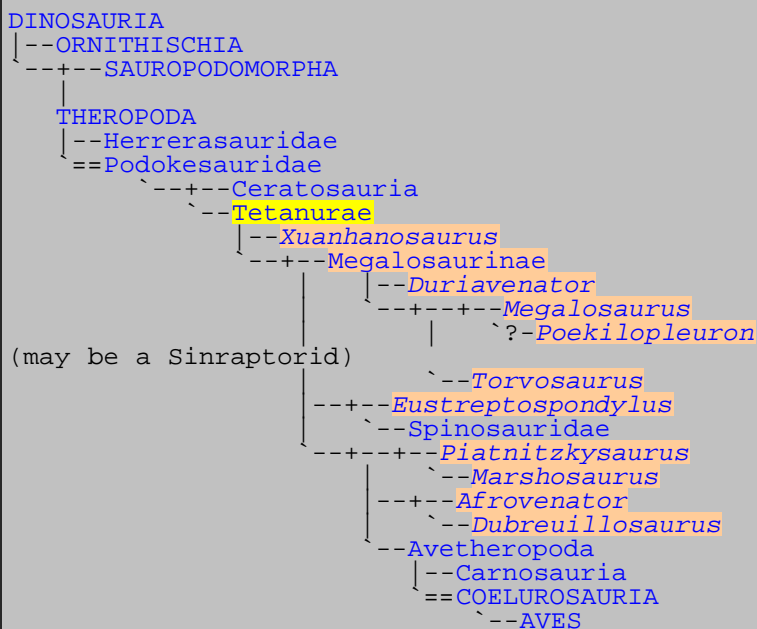 DINOSAURIA
|--ORNITHISCHIA
`--+--SAUROPODOMORPHA
   |
   THEROPODA
   |--Herrerasauridae
   `==Podokesauridae
        `--+--Ceratosauria
           `--Tetanurae
              |--Xuanhanosaurus
              `--+--Megalosaurinae
                 |   |--Duriavenator
                 |   `--+--+--Megalosaurus
                 |      |   `?-Poekilopleuron
(may be a Sinraptorid)
                 |      `--Torvosaurus
                 |--+--Eustreptospondylus
                 |  `--Spinosauridae
                 `--+--+--Piatnitzkysaurus
                    |  `--Marshosaurus
                    |--+--Afrovenator
                    |  `--Dubreuillosaurus
                    `--Avetheropoda
                       |--Carnosauria
                       `==COELUROSAURIA
                           `--AVES